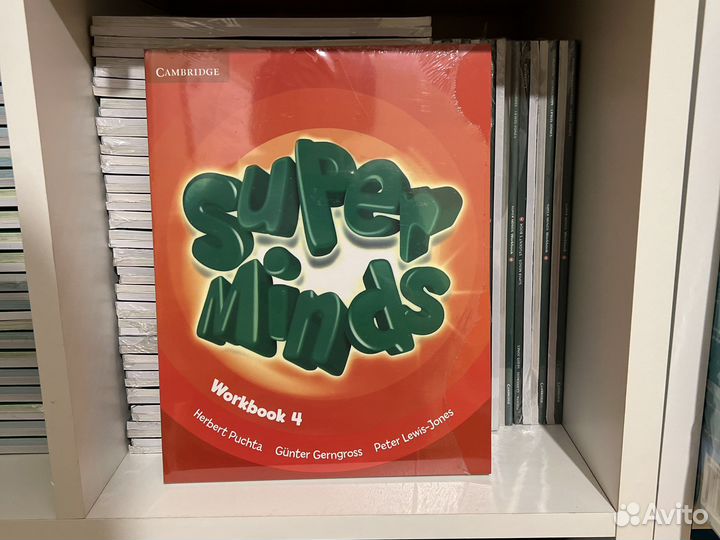 CAMBRIDGE
Super
Minds
Workbook 4
Herbert Puchta
Günter Gerngross
Peter Lewis-Jones
Avito